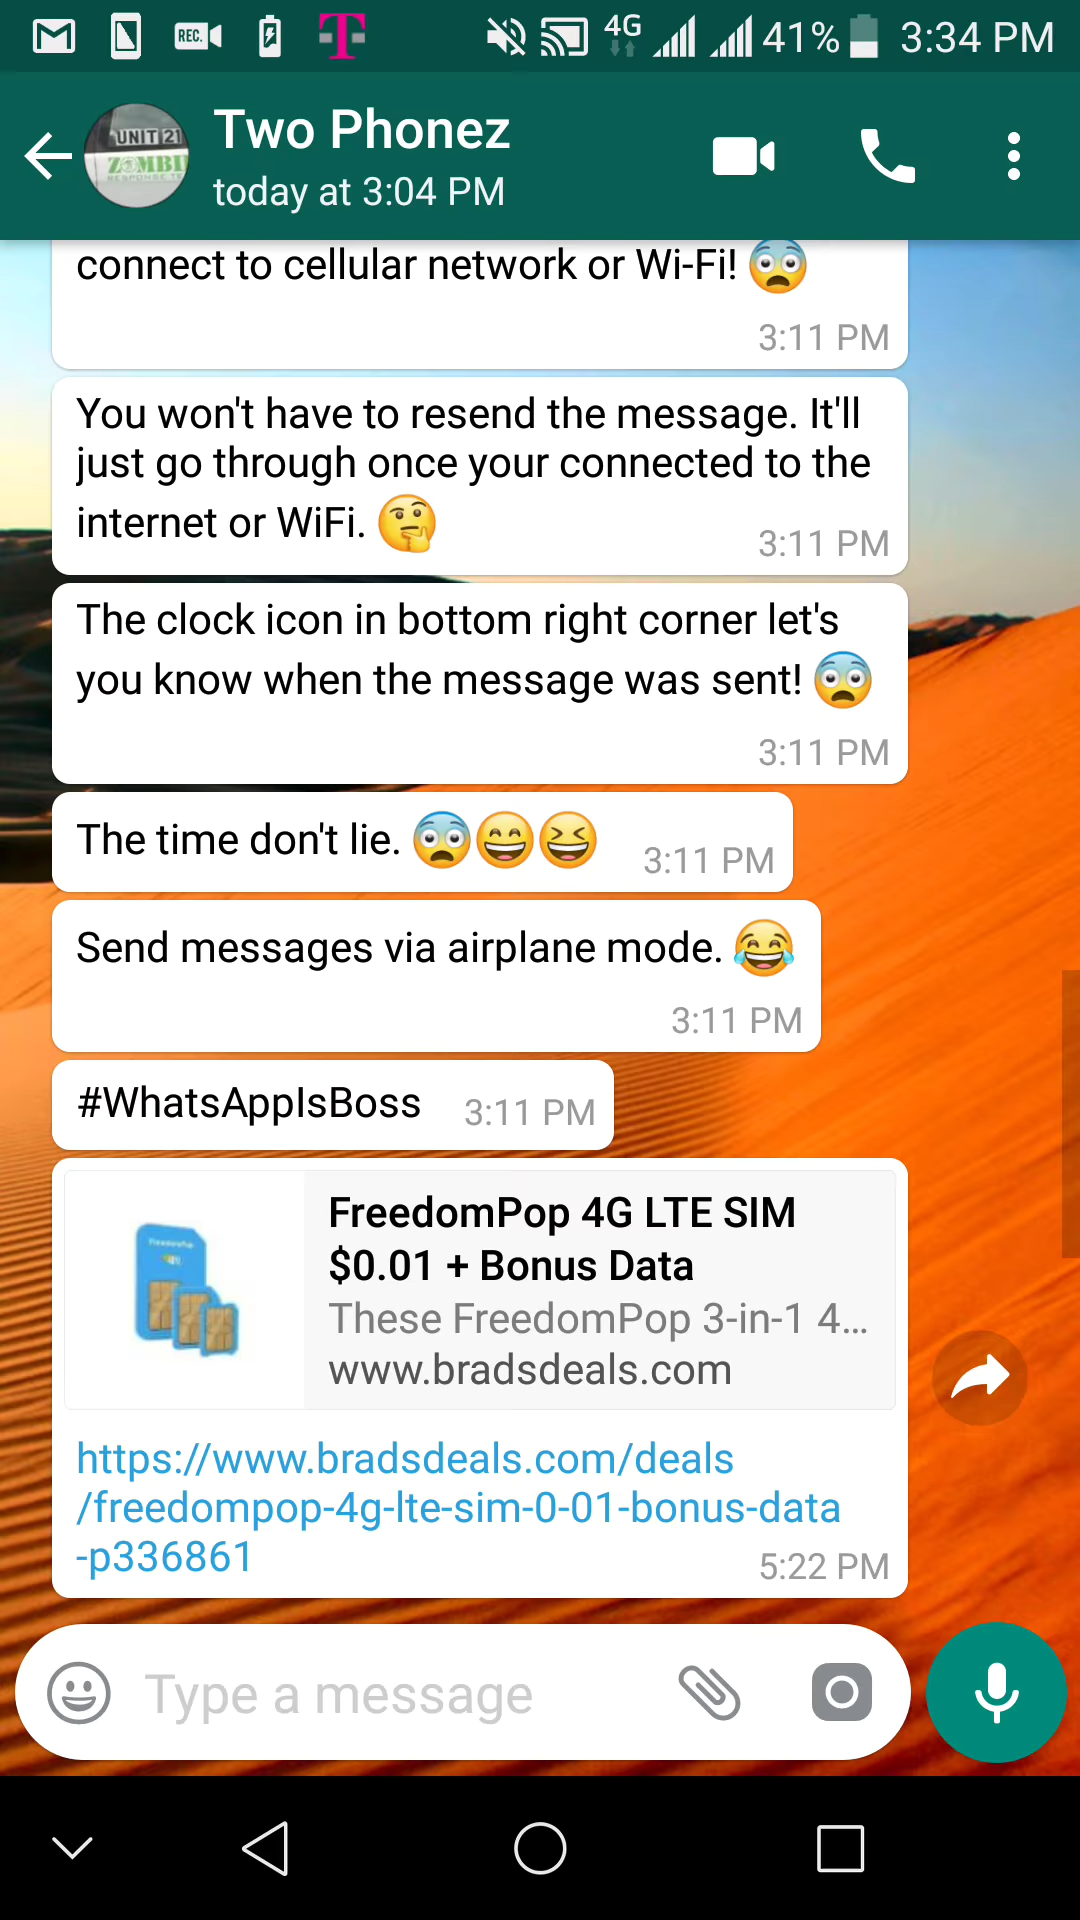 REC.
4G
41%
3:34 PM
UNIT 21
Two Phonez
today at 3:04 PM
connect to cellular network or Wi-Fi! 😨
3:11 PM
You won't have to resend the message. It'll
just go through once your connected to the
internet or WiFi. 🤔
3:11 PM
The clock icon in bottom right corner let's
you know when the message was sent! 😨
3:11 PM
The time don't lie. 😨😄😆
3:11 PM
Send messages via airplane mode. 😂
3:11 PM
#WhatsAppIsBoss
3:11 PM
FreedomPop 4G LTE SIM
$0.01 + Bonus Data
These FreedomPop 3-in-1 4...
www.bradsdeals.com
https://www.bradsdeals.com/deals
/freedompop-4g-lte-sim-0-01-bonus-data
-p336861
5:22 PM
Type a message